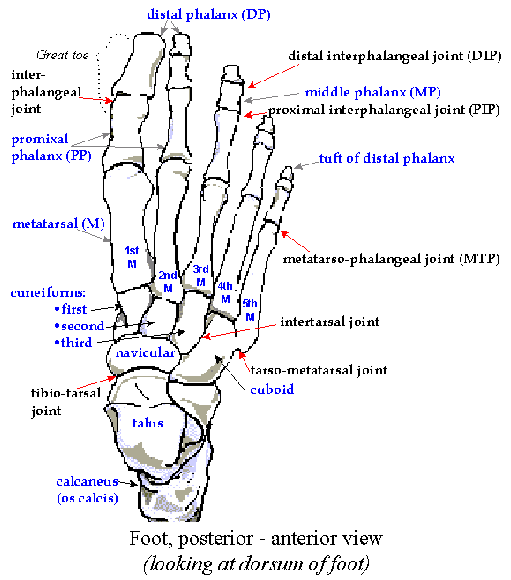 distal phalanx (DP)
Great toe
inter-
phalangeal
joint
distal interphalangeal joint (DIP)
middle phalanx (MP)
proximal interphalangeal joint (PIP)
promixal
phalanx (PP)
tuft of distal phalanx
metatarsal (M)
1st
M
2nd
M
3rd
M
4th
M
5th
M
metatarso-phalangeal joint (MTP)
cuneiforms:
•first
•second
•third
intertarsal joint
navicular
tarso-metatarsal joint
cuboid
tibio-tarsal
joint
talus
calcaneus
(os calcis)
Foot, posterior - anterior view
(looking at dorsum of foot)